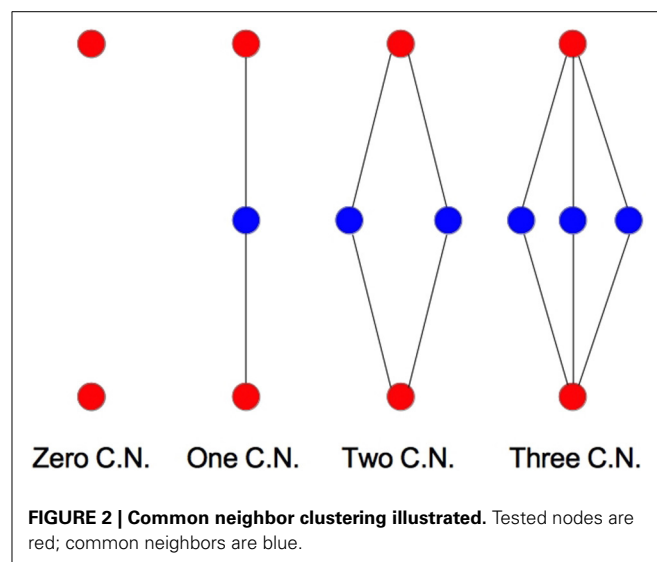 Zero C.N. One C.N. Two C.N. Three C.N.
FIGURE 2 | Common neighbor clustering illustrated. Tested nodes are
red; common neighbors are blue.